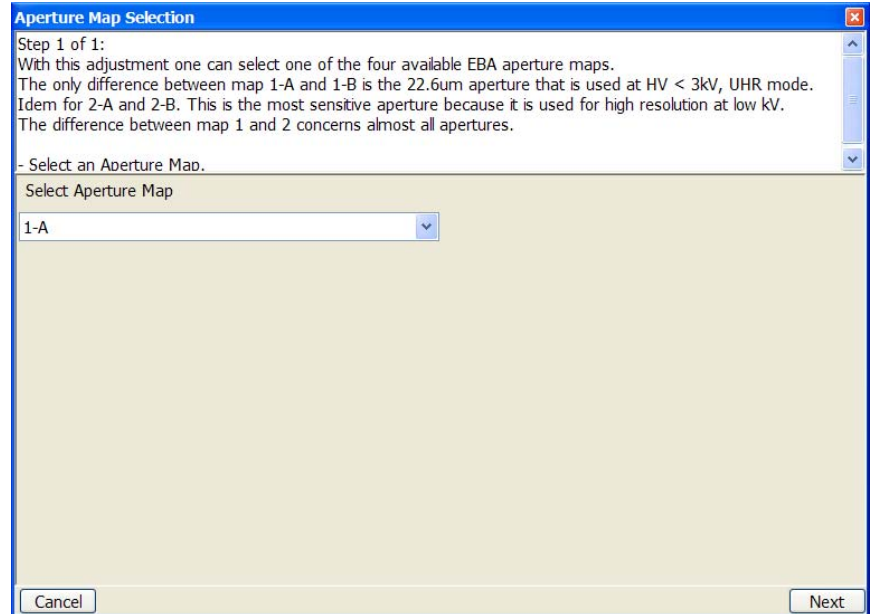 Aperture Map Selection
Step 1 of 1:
With this adjustment one can select one of the four available EBA aperture maps.
The only difference between map 1-A and 1-B is the 22.6um aperture that is used at HV < 3kV, UHR mode.
Idem for 2-A and 2-B. This is the most sensitive aperture because it is used for high resolution at low kV.
The difference between map 1 and 2 concerns almost all apertures.
- Select an Aperture Map.
Select Aperture Map
1-A
Cancel
Next